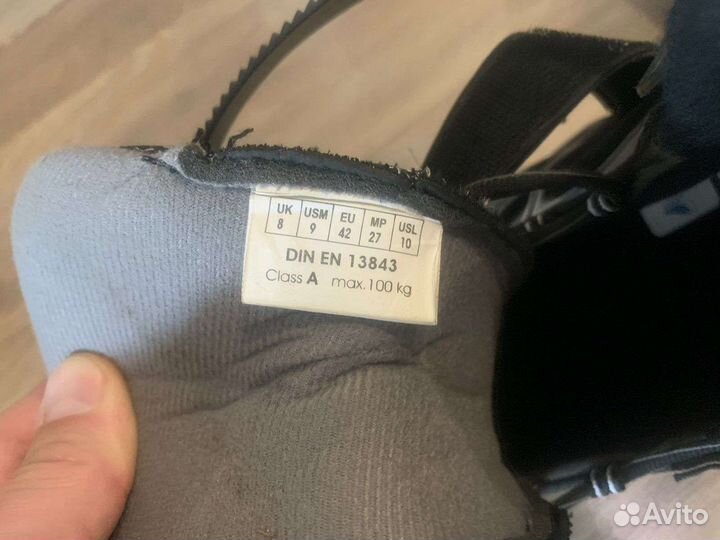 UK USM EU MP USL
8 9 42 27 10
DIN EN 13843
Class A max. 100 kg
Avito